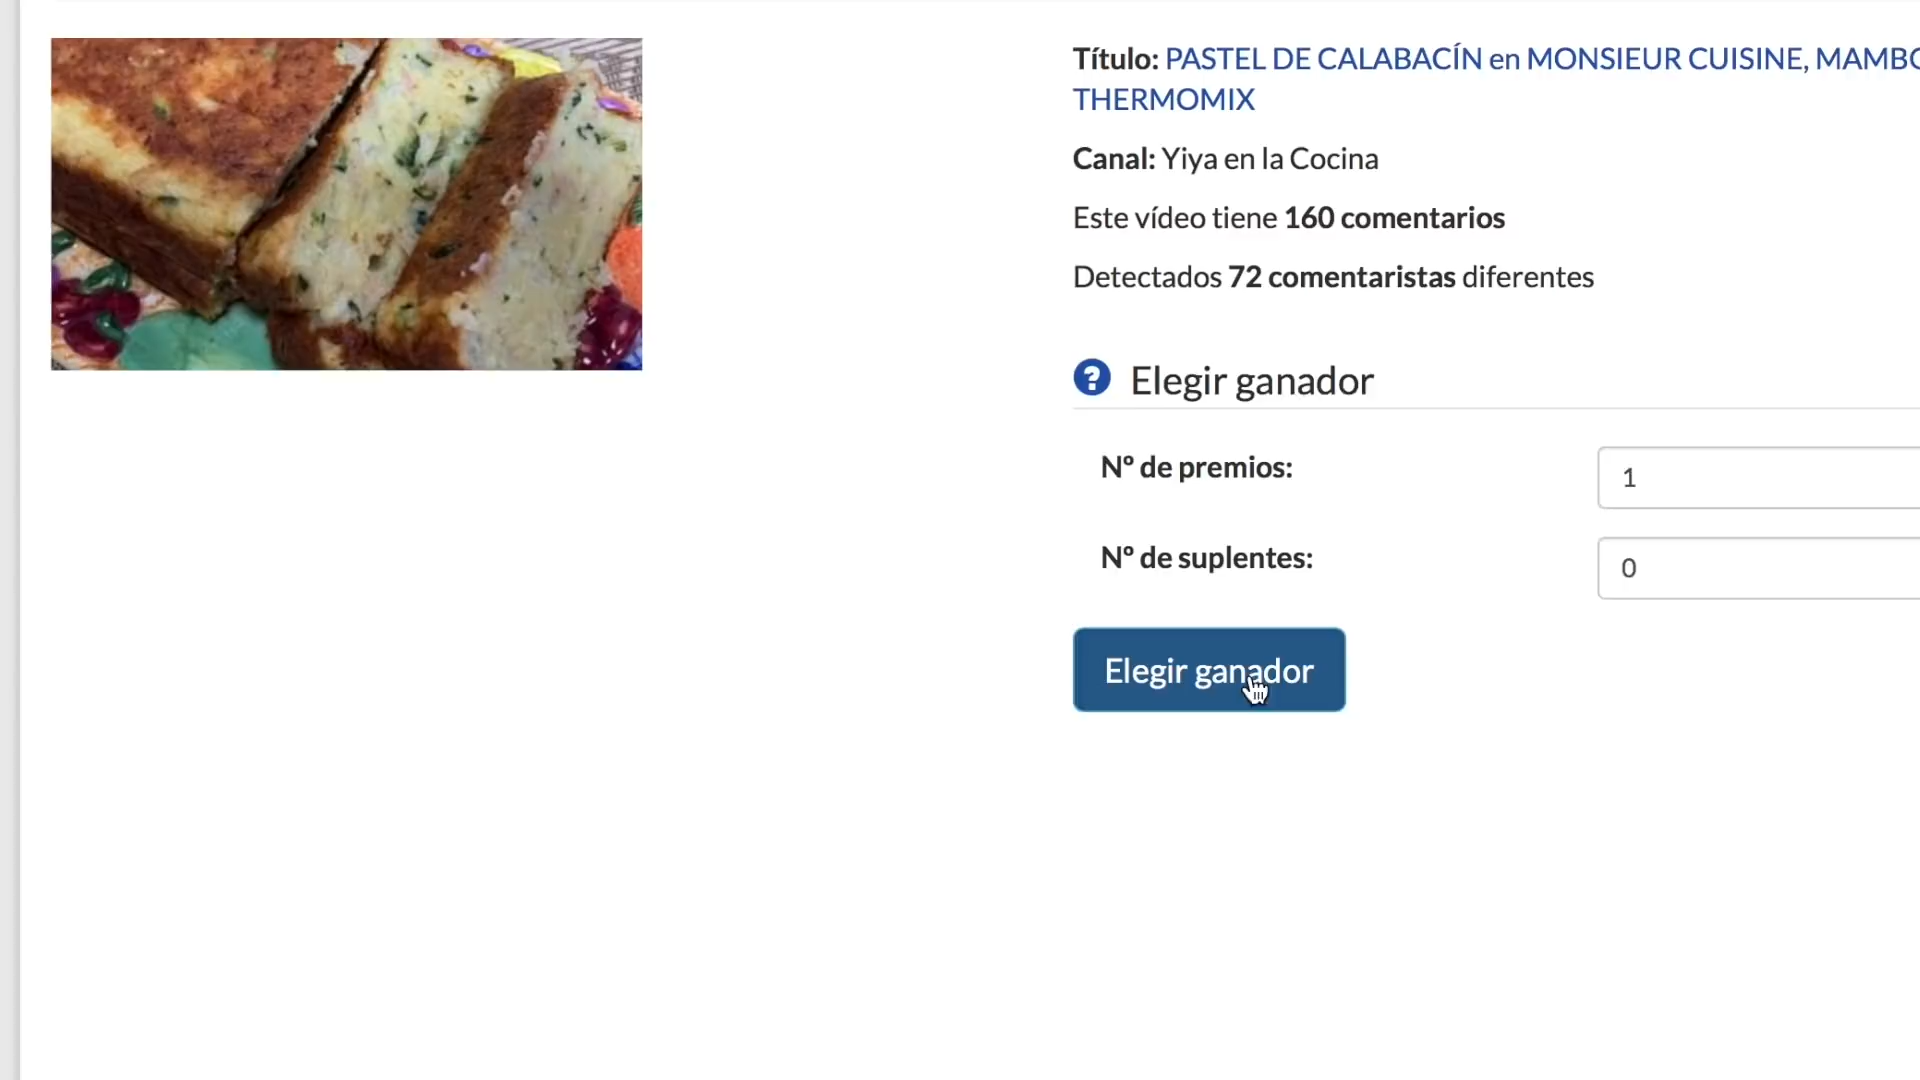 Título: PASTEL DE CALABACÍN en MONSIEUR CUISINE,
THERMOMIX
Canal: Yiya en la Cocina
Este vídeo tiene 160 comentarios
Detectados 72 comentaristas diferentes
? Elegir ganador
Nº de premios:
1
Nº de suplentes:
0
Elegir ganador